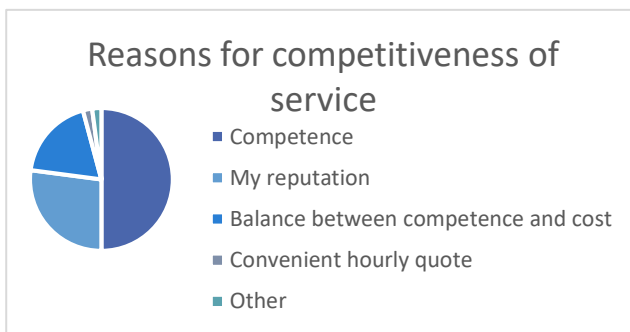 Reasons for competitiveness of
service
Competence
My reputation
Balance between competence and cost
Convenient hourly quote
Other